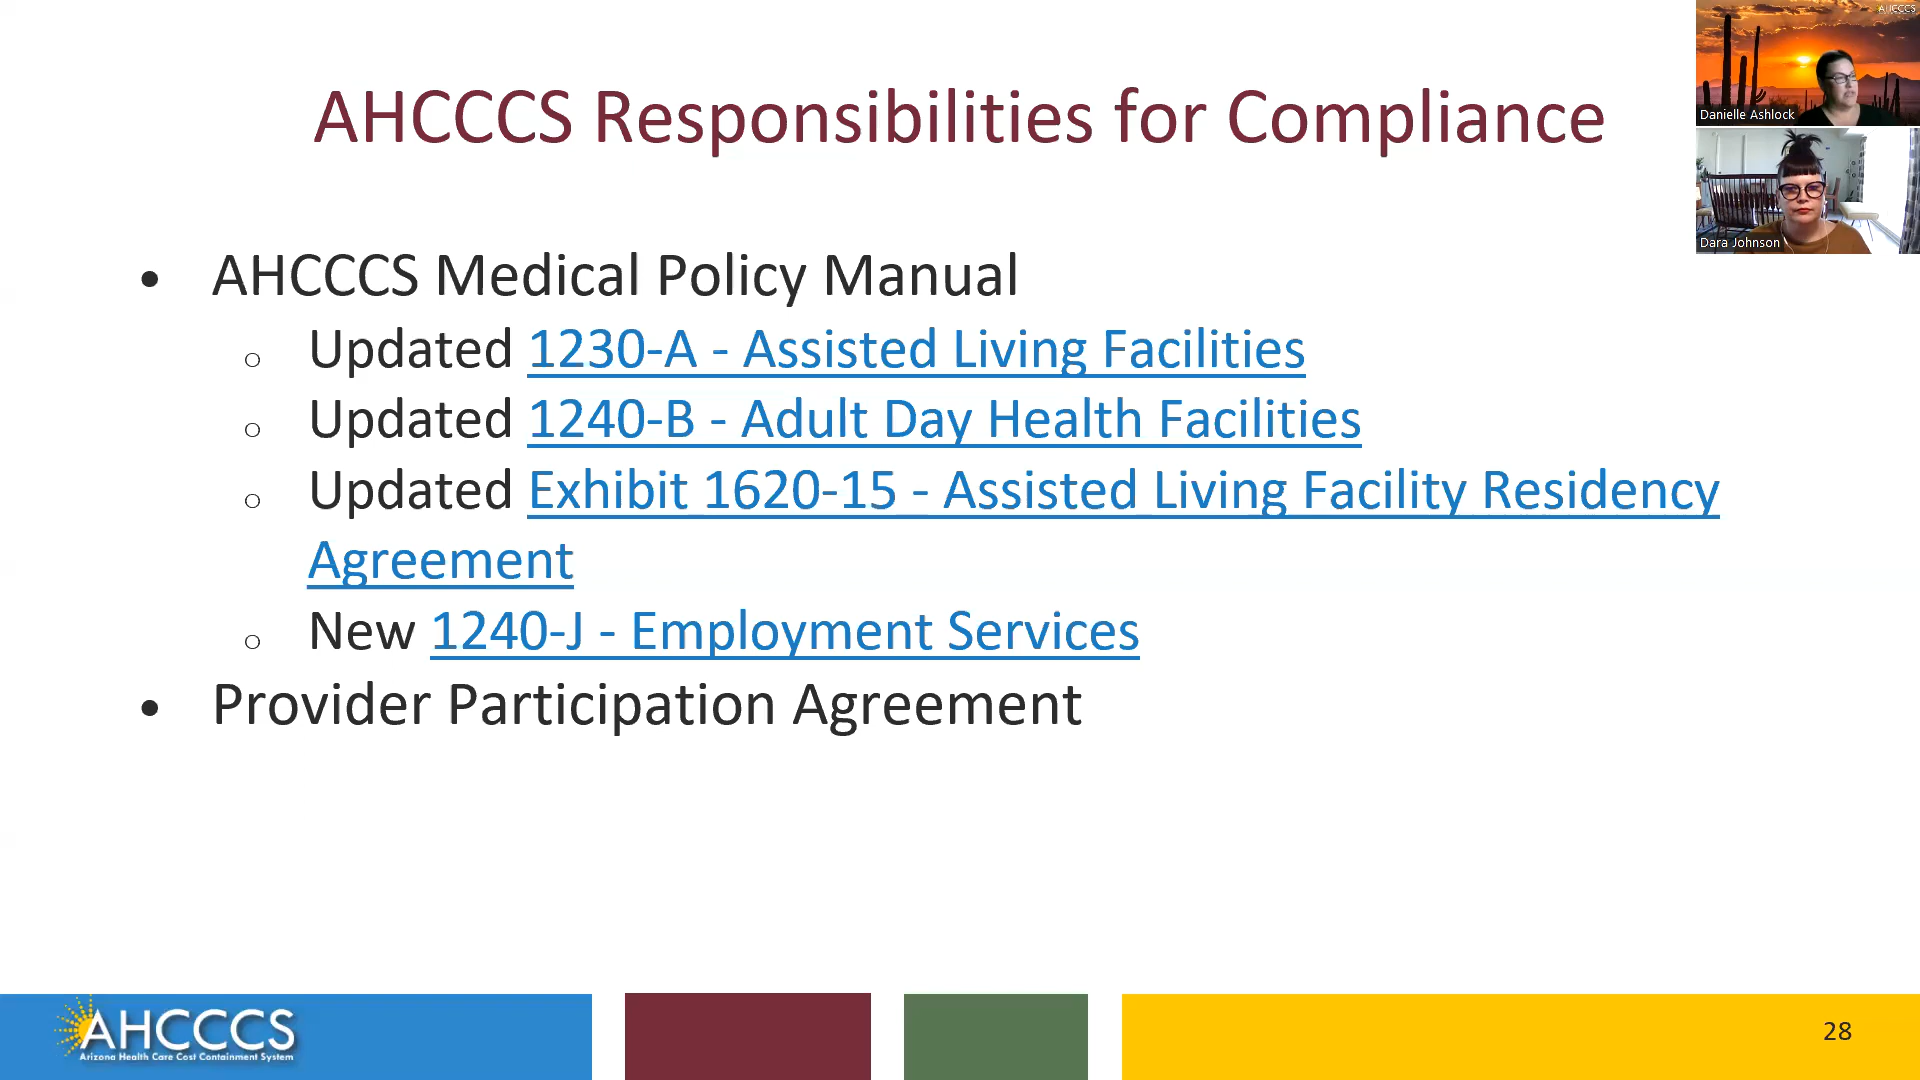 AHCCCS Responsibilities for Compliance
AHCCCS
Danielle Ashlock
Dara Johnson
• AHCCCS Medical Policy Manual
o Updated 1230-A - Assisted Living Facilities
o Updated 1240-B - Adult Day Health Facilities
o Updated Exhibit 1620-15 - Assisted Living Facility Residency
Agreement
o New 1240-J - Employment Services
• Provider Participation Agreement
AHCCCS
Arizona Health Care Cost Containment System
28